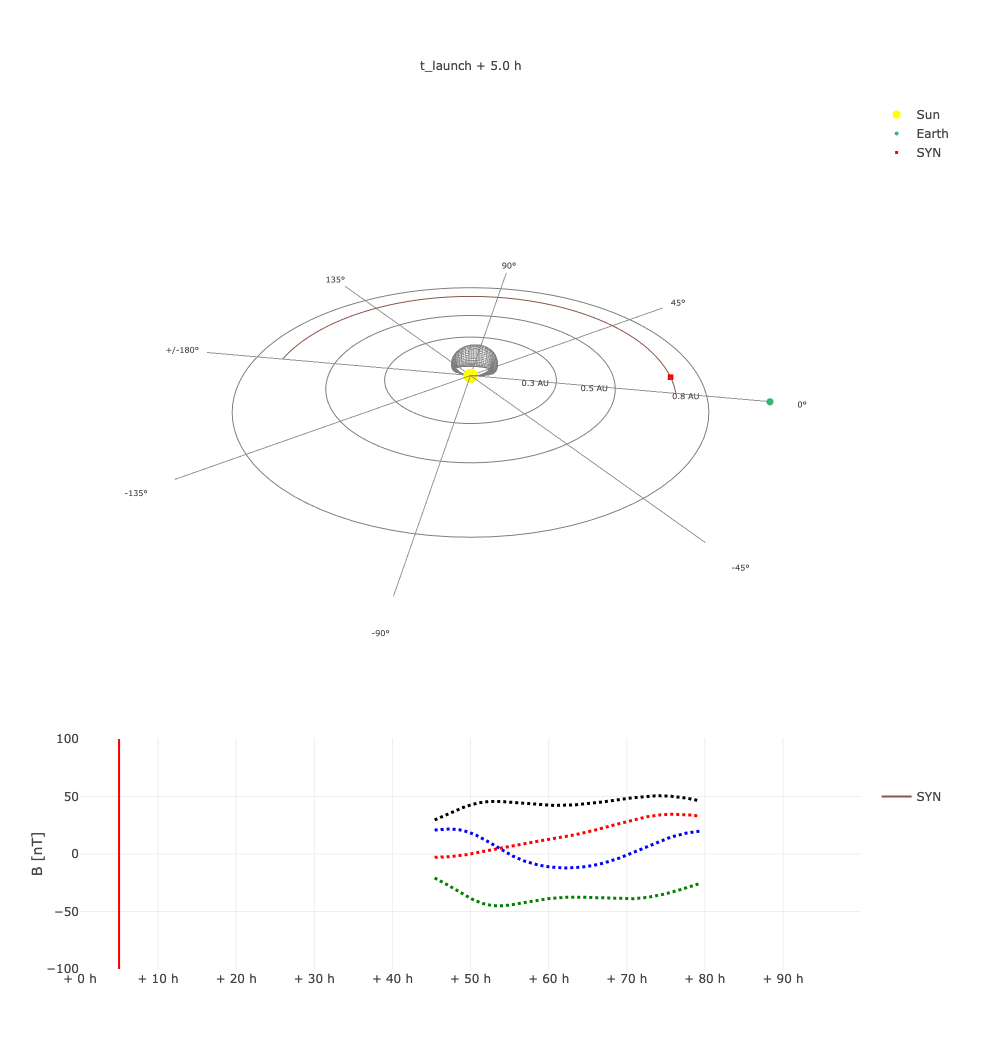 t_launch + 5.0 h
Sun
Earth
SYN
90°
135°
45°
+/-180°
0.3 AU
0.5 AU
0.8 AU
0°
-135°
-45°
-90°
100
50
0
−50
−100
B [nT]
SYN
+ 0 h
+ 10 h
+ 20 h
+ 30 h
+ 40 h
+ 50 h
+ 60 h
+ 70 h
+ 80 h
+ 90 h